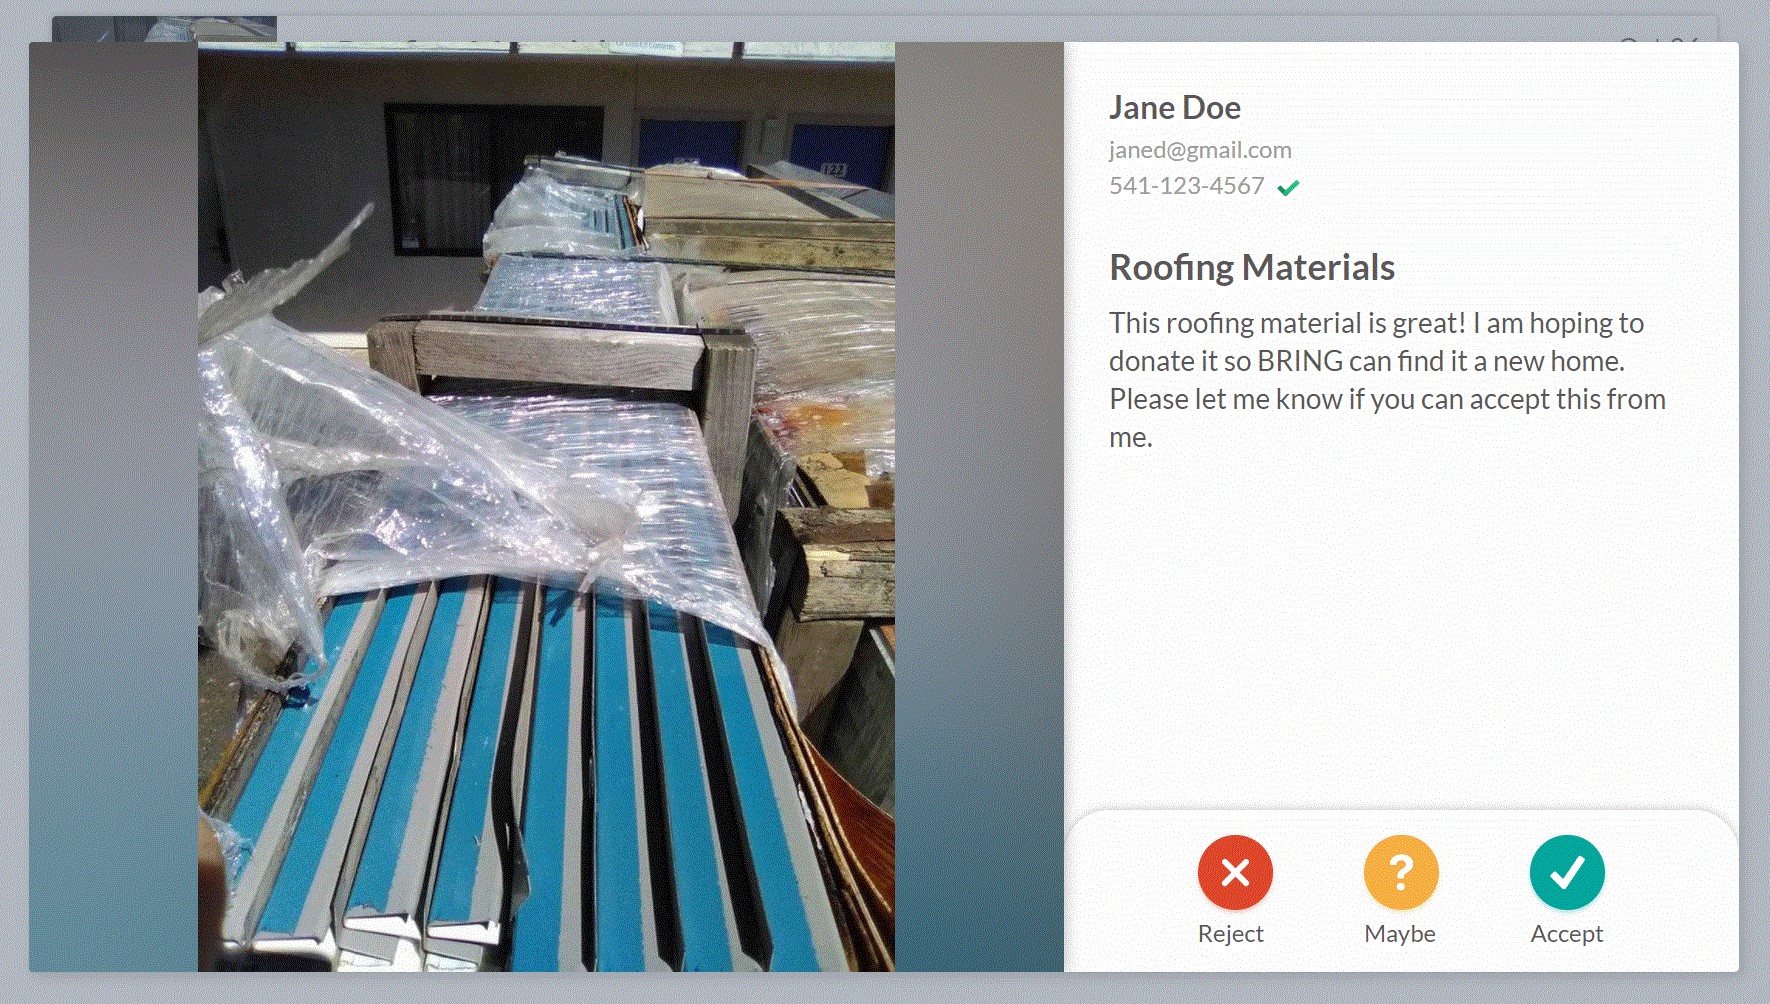 Jane Doe
janed@gmail.com
541-123-4567
Roofing Materials
This roofing material is great! I am hoping to
donate it so BRING can find it a new home.
Please let me know if you can accept this from
me.
122
Reject
Maybe
Accept